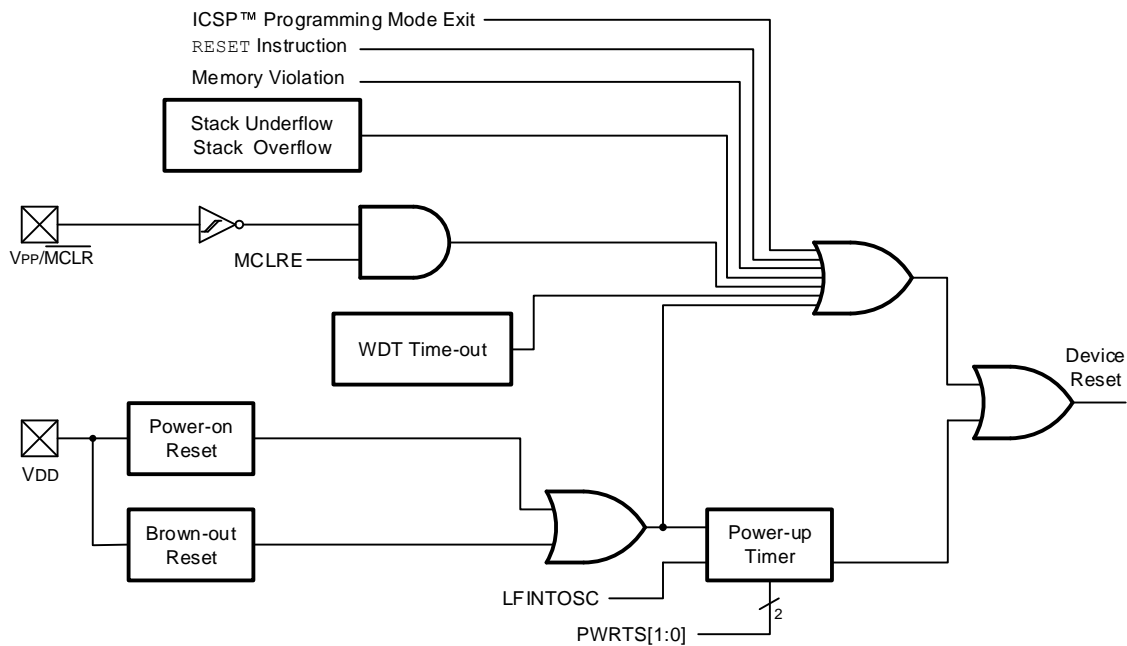 ICSP™ Programming Mode Exit
RESET Instruction
Memory Violation
Stack Underflow
Stack Overflow
VPP/MCLR
MCLRE
WDT Time-out
Device
Reset
Power-on
Reset
VDD
Brown-out
Reset
Power-up
Timer
LFINTOSC
2
PWRTS[1:0]